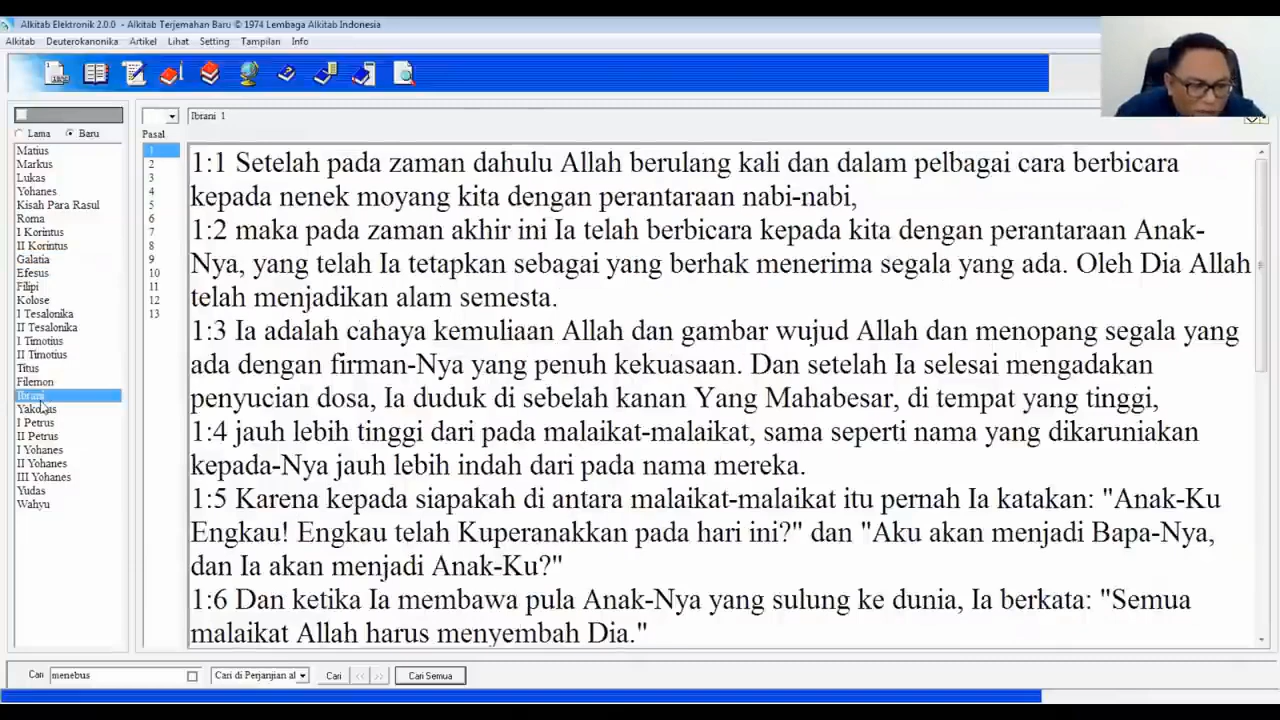 Alkitab Elektronik 2.0.0 - Alkitab Terjemahan Baru © 1974 Lembaga Alkitab Indonesia
Alkitab Deuterokanonika Artikel Lihat Setting Tampilan Info
Lama Baru
Matius
Markus
Lukas
Yohanes
Kisah Para Rasul
Roma
I Korintus
II Korintus
Galatia
Efesus
Filipi
Kolose
I Tesalonika
II Tesalonika
I Timotius
II Timotius
Titus
Filemon
Ibrani
Yakobus
I Petrus
II Petrus
I Yohanes
II Yohanes
III Yohanes
Yudas
Wahyu
Pasal
1
2
3
4
5
6
7
8
9
10
11
12
13
Ibrani 1
1:1 Setelah pada zaman dahulu Allah berulang kali dan dalam pelbagai cara berbicara
kepada nenek moyang kita dengan perantaraan nabi-nabi,
1:2 maka pada zaman akhir ini Ia telah berbicara kepada kita dengan perantaraan Anak-
Nya, yang telah Ia tetapkan sebagai yang berhak menerima segala yang ada. Oleh Dia Allah
telah menjadikan alam semesta.
1:3 Ia adalah cahaya kemuliaan Allah dan gambar wujud Allah dan menopang segala yang
ada dengan firman-Nya yang penuh kekuasaan. Dan setelah Ia selesai mengadakan
penyucian dosa, Ia duduk di sebelah kanan Yang Mahabesar, di tempat yang tinggi,
1:4 jauh lebih tinggi dari pada malaikat-malaikat, sama seperti nama yang dikaruniakan
kepada-Nya jauh lebih indah dari pada nama mereka.
1:5 Karena kepada siapakah di antara malaikat-malaikat itu pernah Ia katakan: "Anak-Ku
Engkau! Engkau telah Kuperanakkan pada hari ini?" dan "Aku akan menjadi Bapa-Nya,
dan Ia akan menjadi Anak-Ku?"
1:6 Dan ketika Ia membawa pula Anak-Nya yang sulung ke dunia, Ia berkata: "Semua
malaikat Allah harus menyembah Dia."
Cari menebus Cari di Perjanjian al Cari << >> Cari Semua